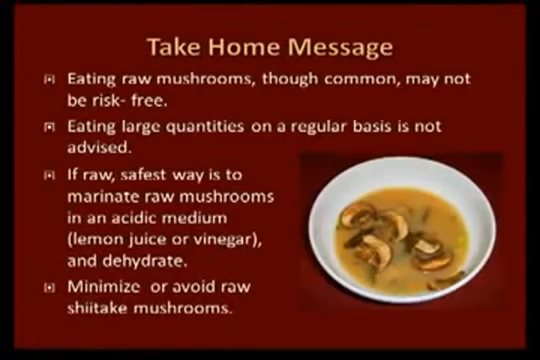 Take Home Message
Eating raw mushrooms, though common, may not
be risk- free.
Eating large quantities on a regular basis is not
advised.
If raw, safest way is to
marinate raw mushrooms
in an acidic medium
(lemon juice or vinegar),
and dehydrate.
Minimize or avoid raw
shiitake mushrooms.